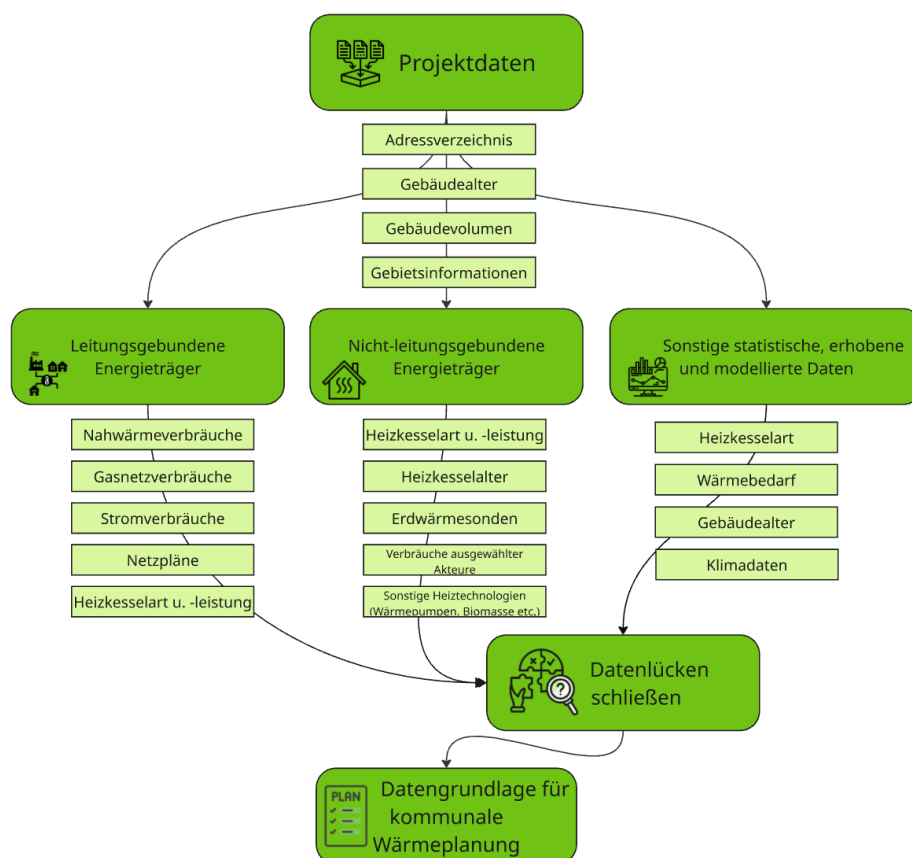 Projektdaten
Adressverzeichnis
Gebäudealter
Gebäudevolumen
Gebietsinformationen
Leitungsgebundene
Energieträger
Nicht-leitungsgebundene
Energieträger
Sonstige statistische, erhobene
und modellierte Daten
Nahwärmeverbräuche
Gasnetzverbräuche
Stromverbräuche
Netzpläne
Heizkesselart u. -leistung
Heizkesselart u. -leistung
Heizkesselalter
Erdwärmesonden
Verbräuche ausgewählter
Akteure
Sonstige Heiztechnologien
(Wärmepumpen, Biomasse etc.)
Heizkesselart
Wärmebedarf
Gebäudealter
Klimadaten
?
Datenlücken
schließen
PLAN
Datengrundlage für
kommunale
Wärmeplanung